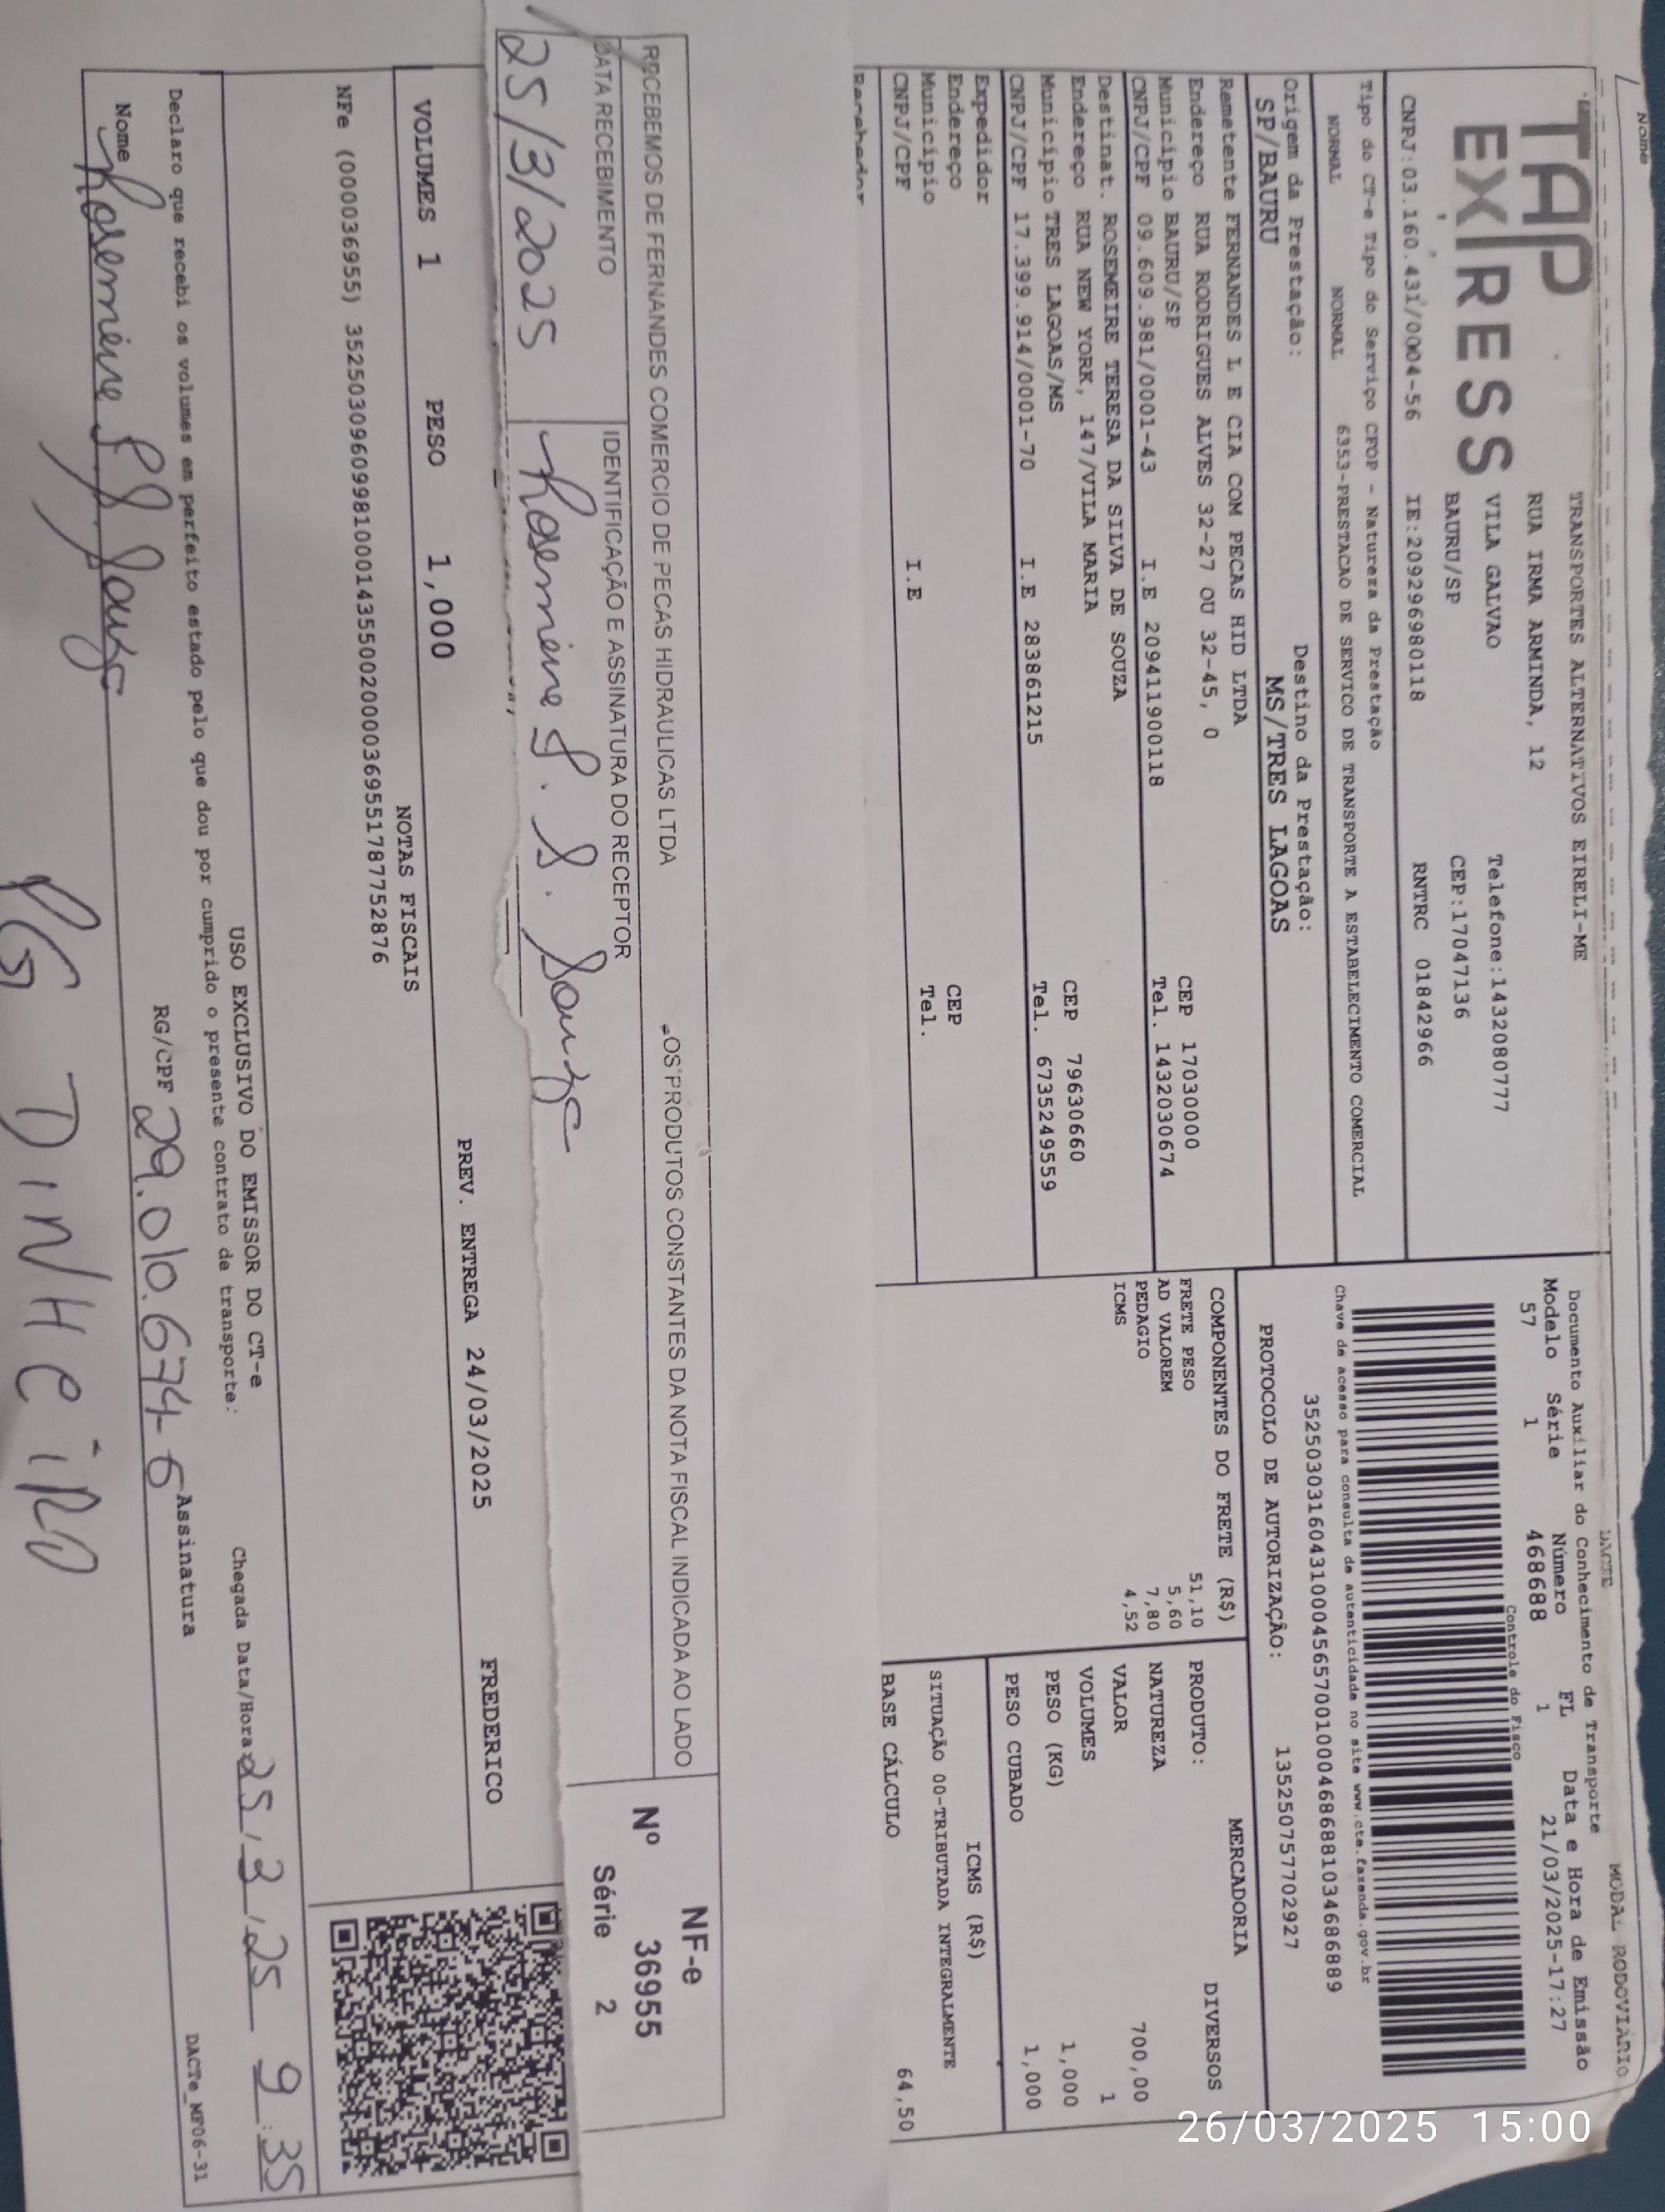 Nome
DACTE
MODAL RODOVIÁRIO
TAP
EXPRESS
TRANSPORTES ALTERNATIVOS EIRELI-ME
RUA IRMA ARMINDA, 12
VILA GALVAO
Telefone:1432080777
BAURU/SP
CEP:17047136
CNPJ:03.160.431/0004-56
IE:209296980118
RNTRC 01842966
Documento Auxiliar do Conhecimento de Transporte
Modelo Série Número FL Data e Hora de Emissão
57 1 468688 1 21/03/2025-17:27
Controle do Fisco
Chave de acesso para consulta de autenticidade no site www.cte.fazenda.gov.br
35250303160431000456570010004686881034686889
Tipo do CT-e Tipo do Serviço CFOP - Natureza da Prestação
NORMAL NORMAL 6353-PRESTACAO DE SERVICO DE TRANSPORTE A ESTABELECIMENTO COMERCIAL
PROTOCOLO DE AUTORIZAÇÃO: 135250757702927
Origem da Prestação:
SP/BAURU
Destino da Prestação:
MS/TRES LAGOAS
Remetente FERNANDES L E CIA COM PECAS HID LTDA
Endereço RUA RODRIGUES ALVES 32-27 OU 32-45, 0
CEP 17030000
Município BAURU/SP
Tel. 1432030674
CNPJ/CPF 09.609.981/0001-43
I.E 209411900118
Destinat. ROSEMEIRE TERESA DA SILVA DE SOUZA
Endereço RUA NEW YORK, 147/VILA MARIA
CEP 79630660
Município TRES LAGOAS/MS
Tel. 6735249559
CNPJ/CPF 17.399.914/0001-70
I.E 283861215
Expedidor
Endereço
CEP
Município
Tel.
CNPJ/CPF
I.E
Recebedor
COMPONENTES DO FRETE (R$)
FRETE PESO 51,10
AD VALOREM 5,60
PEDAGIO 7,80
ICMS 4,52
MERCADORIA
PRODUTO: DIVERSOS
NATUREZA
VALOR 700,00
VOLUMES 1
PESO (KG) 1,000
PESO CUBADO 1,000
ICMS (R$)
SITUAÇÃO 00-TRIBUTADA INTEGRALMENTE
BASE CÁLCULO 64,50
RECEBEMOS DE FERNANDES COMERCIO DE PECAS HIDRAULICAS LTDA OS PRODUTOS CONSTANTES DA NOTA FISCAL INDICADA AO LADO
DATA RECEBIMENTO
IDENTIFICAÇÃO E ASSINATURA DO RECEPTOR
25/3/2025
Rosemeire S. S. Souza
NF-e
Nº 36955
Série 2
PREV. ENTREGA 24/03/2025
FREDERICO
VOLUMES 1 PESO 1,000
NOTAS FISCAIS
NFe (000036955) 35250309609981000143550020000369551787752876
USO EXCLUSIVO DO EMISSOR DO CT-e
Declaro que recebi os volumes em perfeito estado pelo que dou por cumprido o presente contrato de transporte.
Chegada Data/Hora 25/3/25 9:35
Nome Rosemeire S S Souza
RG/CPF 29.010.674-6
Assinatura
DACTe_MF06-31
PG DINHEIRO
26/03/2025 15:00